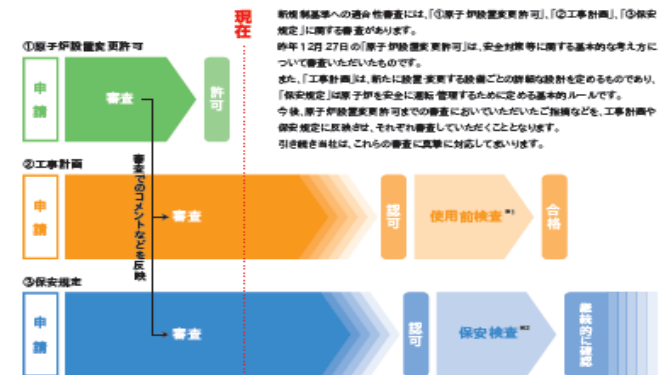 現在
新規制基準への適合性審査には、「①原子炉設置変更許可」、「②工事計画」、「③保安
規定」に関する審査があります。
昨年12月27日の「原子炉設置変更許可」は、安全対策等に関する基本的な考え方に
ついて審査いただいたものです。
また、「工事計画」は、新たに設置・変更する設備ごとの詳細な設計を定めるものであり、
「保安規定」は原子炉を安全に運転・管理するために定める基本的ルールです。
今後、原子炉設置変更許可までの審査においていただいたご指摘などを、工事計画や
保安規定に反映させ、それぞれ審査していただくこととなります。
引き続き当社は、これらの審査に真摯に対応してまいります。
①原子炉設置変更許可
申請
審査
許可
審査でのコメントなどを反映
②工事計画
申請
審査
認可
使用前検査※1
合格
③保安規定
申請
審査
認可
保安検査※2
継続的に確認